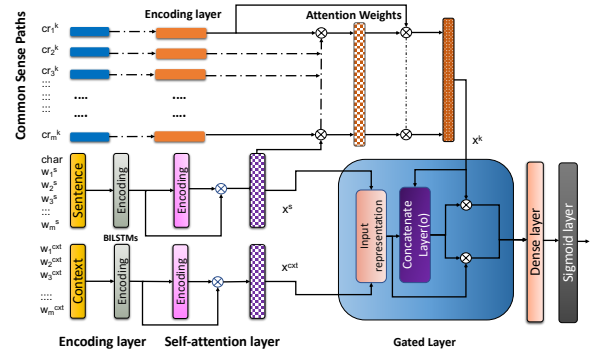 Encoding layer
Attention Weights
Common Sense Paths
cr₁ᵏ
cr₂ᵏ
cr₃ᵏ
:::
:::
:::
crₘᵏ
....
....
xᵏ
char
w₁ˢ
w₂ˢ
w₃ˢ
:::
wₘˢ
Sentence
Encoding
Encoding
xˢ
BILSTMs
w₁ᶜˣᵗ
w₂ᶜˣᵗ
w₃ᶜˣᵗ
::::
wₘᶜˣᵗ
Context
Encoding
Encoding
xᶜˣᵗ
Input
representation
Concatenate
Layer(o)
Dense layer
Sigmoid layer
Encoding layer
Self-attention layer
Gated Layer